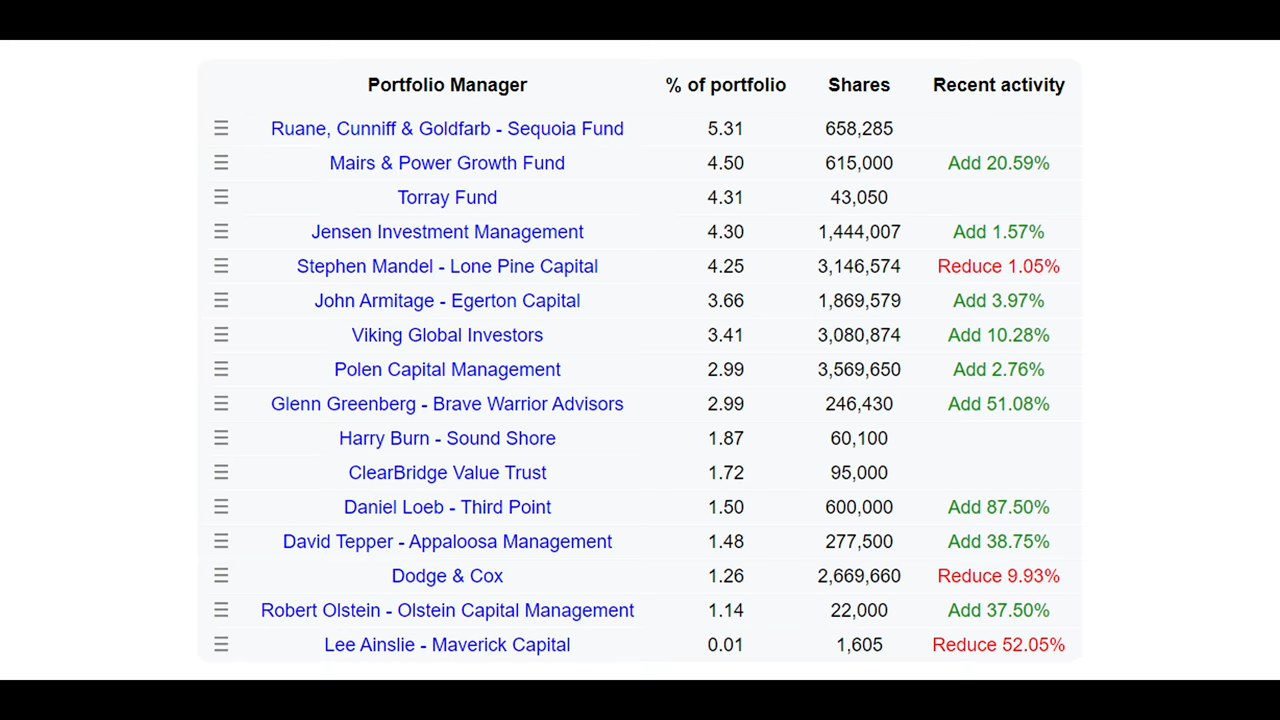 Portfolio Manager % of portfolio Shares Recent activity
☰ Ruane, Cunniff & Goldfarb - Sequoia Fund 5.31 658,285
☰ Mairs & Power Growth Fund 4.50 615,000 Add 20.59%
☰ Torray Fund 4.31 43,050
☰ Jensen Investment Management 4.30 1,444,007 Add 1.57%
☰ Stephen Mandel - Lone Pine Capital 4.25 3,146,574 Reduce 1.05%
☰ John Armitage - Egerton Capital 3.66 1,869,579 Add 3.97%
☰ Viking Global Investors 3.41 3,080,874 Add 10.28%
☰ Polen Capital Management 2.99 3,569,650 Add 2.76%
☰ Glenn Greenberg - Brave Warrior Advisors 2.99 246,430 Add 51.08%
☰ Harry Burn - Sound Shore 1.87 60,100
☰ ClearBridge Value Trust 1.72 95,000
☰ Daniel Loeb - Third Point 1.50 600,000 Add 87.50%
☰ David Tepper - Appaloosa Management 1.48 277,500 Add 38.75%
☰ Dodge & Cox 1.26 2,669,660 Reduce 9.93%
☰ Robert Olstein - Olstein Capital Management 1.14 22,000 Add 37.50%
☰ Lee Ainslie - Maverick Capital 0.01 1,605 Reduce 52.05%